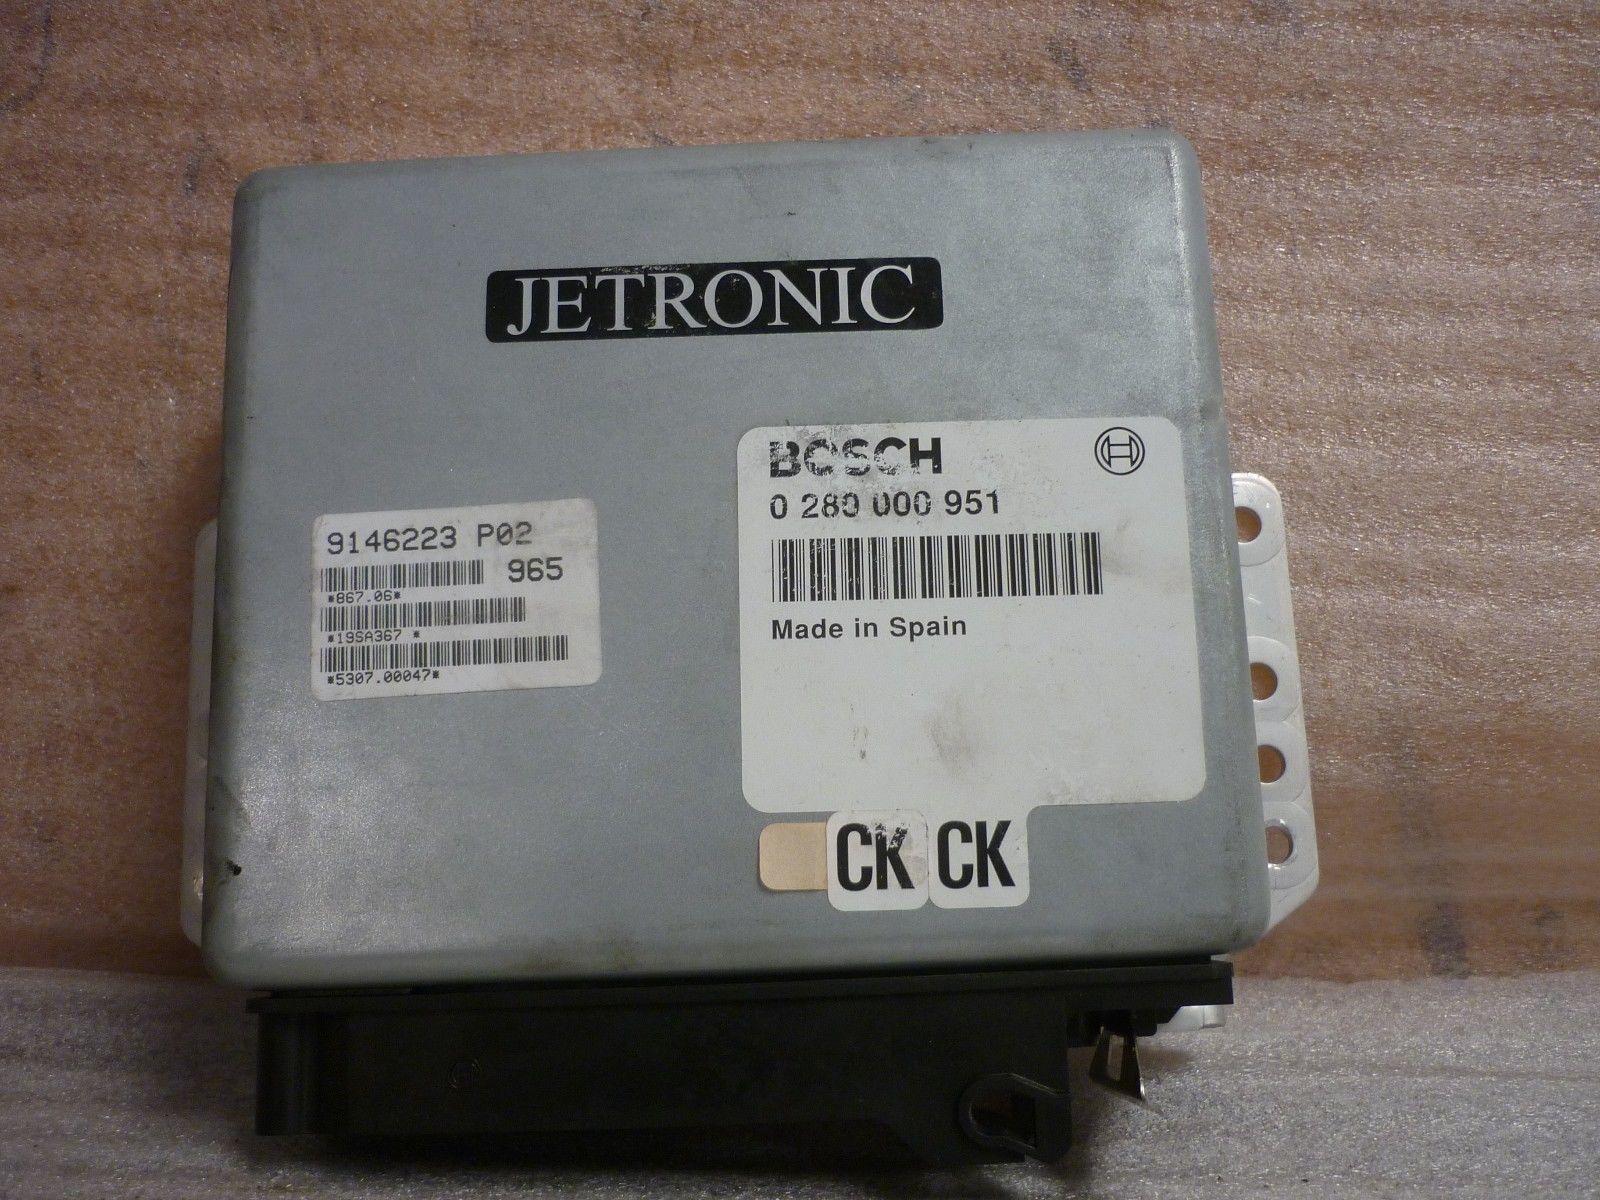 JETRONIC
BOSCH
0 280 000 951
Made in Spain
9146223 P02
965
*867.06*
*19SA367 *
*5307.00047*
CK CK